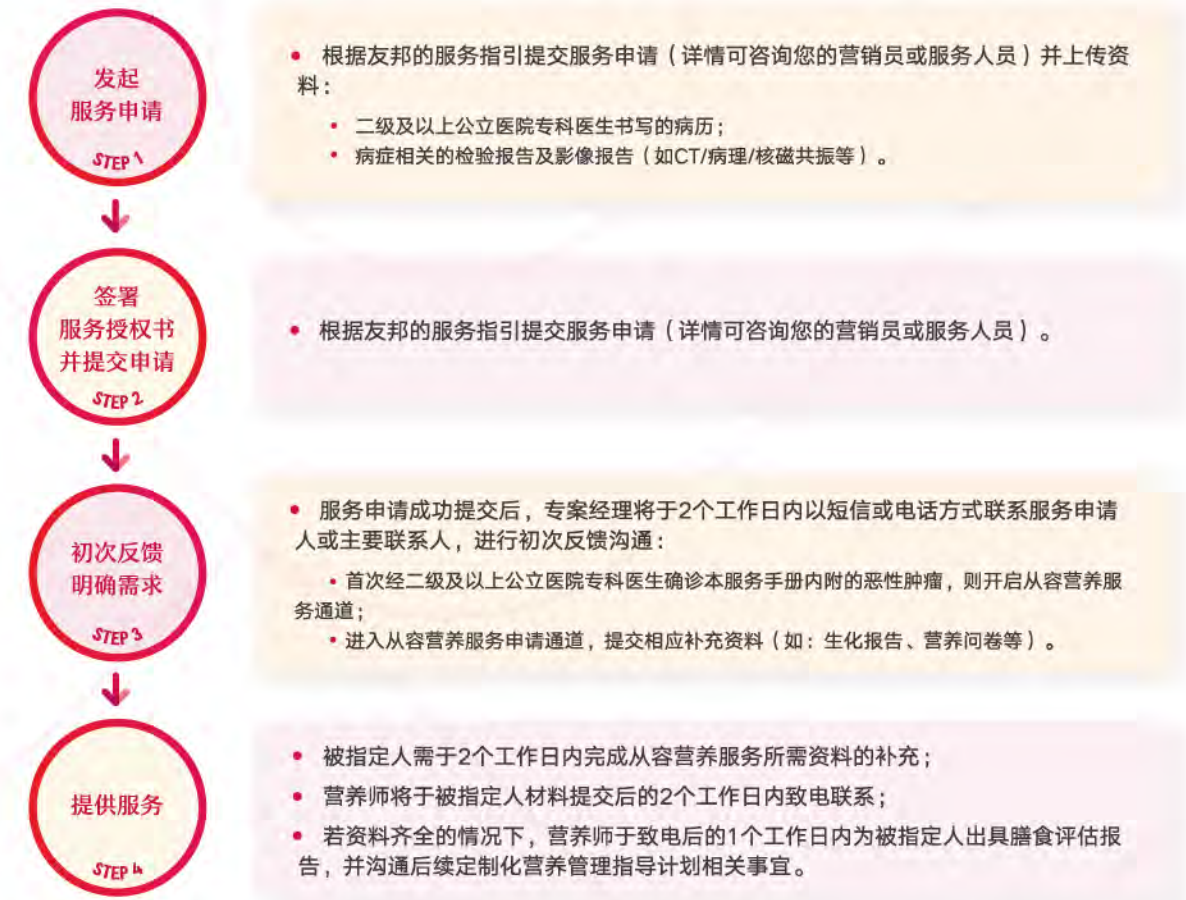 发起
服务申请
STEP 1
• 根据友邦的服务指引提交服务申请（详情可咨询您的营销员或服务人员）并上传资
料：
• 二级及以上公立医院专科医生书写的病历；
• 病症相关的检验报告及影像报告（如CT/病理/核磁共振等）。
签署
服务授权书
并提交申请
STEP 2
• 根据友邦的服务指引提交服务申请（详情可咨询您的营销员或服务人员）。
初次反馈
明确需求
STEP 3
• 服务申请成功提交后，专案经理将于2个工作日内以短信或电话方式联系服务申请
人或主要联系人，进行初次反馈沟通：
• 首次经二级及以上公立医院专科医生确诊本服务手册内附的恶性肿瘤，则开启从容营养服
务通道；
• 进入从容营养服务申请通道，提交相应补充资料（如：生化报告、营养问卷等）。
提供服务
STEP 4
• 被指定人需于2个工作日内完成从容营养服务所需资料的补充；
• 营养师将于被指定人材料提交后的2个工作日内致电联系；
• 若资料齐全的情况下，营养师于致电后的1个工作日内为被指定人出具膳食评估报
告，并沟通后续定制化营养管理指导计划相关事宜。